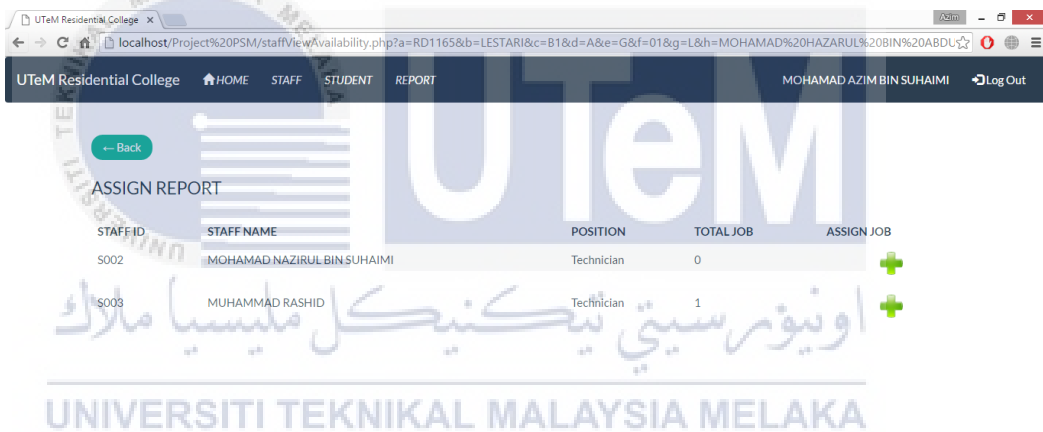 UTeM Residential College
Azim
localhost/Project%20PSM/staffViewAvailability.php?a=RD1165&b=LESTARI&c=B1&d=A&e=G&f=01&g=L&h=MOHAMAD%20HAZARUL%20BIN%20ABDU
UTeM Residential College HOME STAFF STUDENT REPORT MOHAMAD AZIM BIN SUHAIMI Log Out
← Back
ASSIGN REPORT
STAFF ID STAFF NAME POSITION TOTAL JOB ASSIGN JOB
S002 MOHAMAD NAZIRUL BIN SUHAIMI Technician 0
S003 MUHAMMAD RASHID Technician 1
UTeM
اونيۏرسيتي تيکنيکل مليسيا ملاك
UNIVERSITI TEKNIKAL MALAYSIA MELAKA